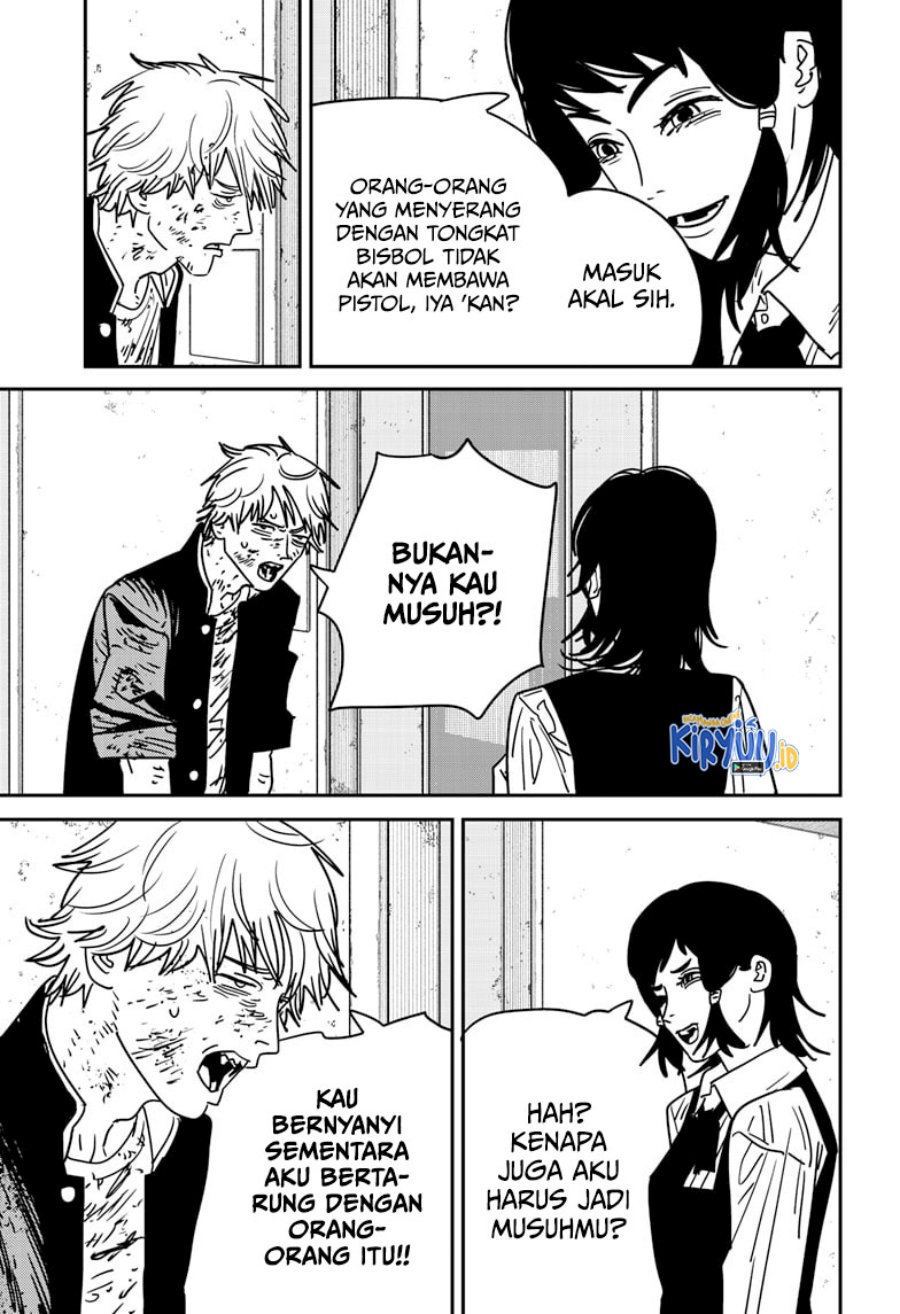 MASUK
AKAL SIH.
ORANG-ORANG
YANG MENYERANG
DENGAN TONGKAT
BISBOL TIDAK
AKAN MEMBAWA
PISTOL, IYA 'KAN?
BUKAN-
NYA KAU
MUSUH?!
KIRYUU.ID
HAH?
KENAPA
JUGA AKU
HARUS JADI
MUSUHMU?
KAU
BERNYANYI
SEMENTARA
AKU BERTA-
RUNG DENGAN
ORANG-
ORANG ITU!!